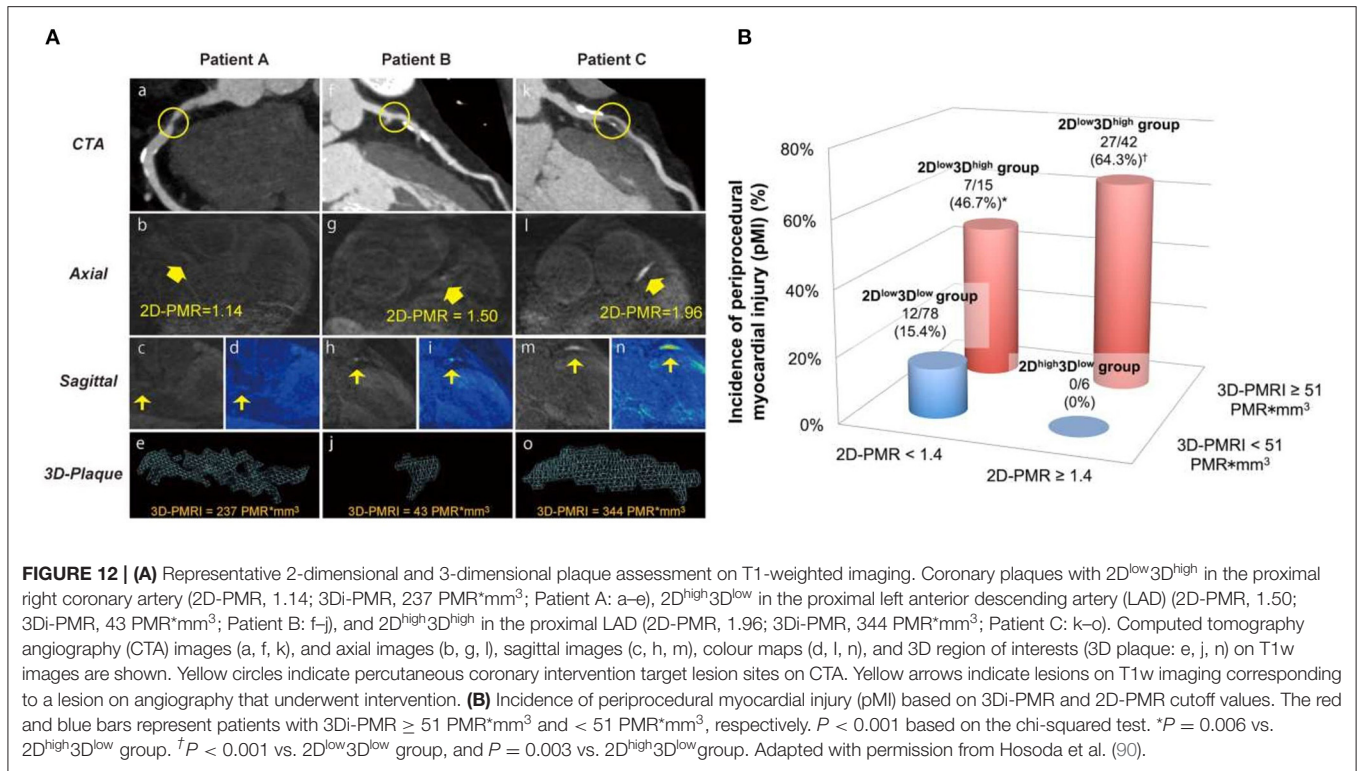 A
Patient A Patient B Patient C
CTA
a f k
Axial
b g l
2D-PMR=1.14 2D-PMR = 1.50 2D-PMR=1.96
Sagittal
c d h i m n
3D-Plaque
e j o
3D-PMRI = 237 PMR*mm³ 3D-PMRI = 43 PMR*mm³ 3D-PMRI = 344 PMR*mm³
B
Incidence of periprocedural
myocardial injury (pMI) (%)
80%
60%
40%
20%
0%
2Dˡᵒʷ3Dʰⁱᵍʰ group
27/42
(64.3%)†
2Dˡᵒʷ3Dʰⁱᵍʰ group
7/15
(46.7%)*
2Dˡᵒʷ3Dˡᵒʷ group
12/78
(15.4%)
2Dʰⁱᵍʰ3Dˡᵒʷ group
0/6
(0%)
2D-PMR < 1.4
2D-PMR ≥ 1.4
3D-PMRI ≥ 51
PMR*mm³
3D-PMRI < 51
PMR*mm³
FIGURE 12 | (A) Representative 2-dimensional and 3-dimensional plaque assessment on T1-weighted imaging. Coronary plaques with 2Dˡᵒʷ3Dʰⁱᵍʰ in the proximal
right coronary artery (2D-PMR, 1.14; 3Di-PMR, 237 PMR*mm³; Patient A: a–e), 2Dʰⁱᵍʰ3Dˡᵒʷ in the proximal left anterior descending artery (LAD) (2D-PMR, 1.50;
3Di-PMR, 43 PMR*mm³; Patient B: f–j), and 2Dʰⁱᵍʰ3Dʰⁱᵍʰ in the proximal LAD (2D-PMR, 1.96; 3Di-PMR, 344 PMR*mm³; Patient C: k–o). Computed tomography
angiography (CTA) images (a, f, k), and axial images (b, g, l), sagittal images (c, h, m), colour maps (d, I, n), and 3D region of interests (3D plaque: e, j, n) on T1w
images are shown. Yellow circles indicate percutaneous coronary intervention target lesion sites on CTA. Yellow arrows indicate lesions on T1w imaging corresponding
to a lesion on angiography that underwent intervention. (B) Incidence of periprocedural myocardial injury (pMI) based on 3Di-PMR and 2D-PMR cutoff values. The red
and blue bars represent patients with 3Di-PMR ≥ 51 PMR*mm³ and < 51 PMR*mm³, respectively. P < 0.001 based on the chi-squared test. *P = 0.006 vs.
2Dʰⁱᵍʰ3Dˡᵒʷ group. †P < 0.001 vs. 2Dˡᵒʷ3Dˡᵒʷ group, and P = 0.003 vs. 2Dʰⁱᵍʰ3Dˡᵒʷgroup. Adapted with permission from Hosoda et al. (90).